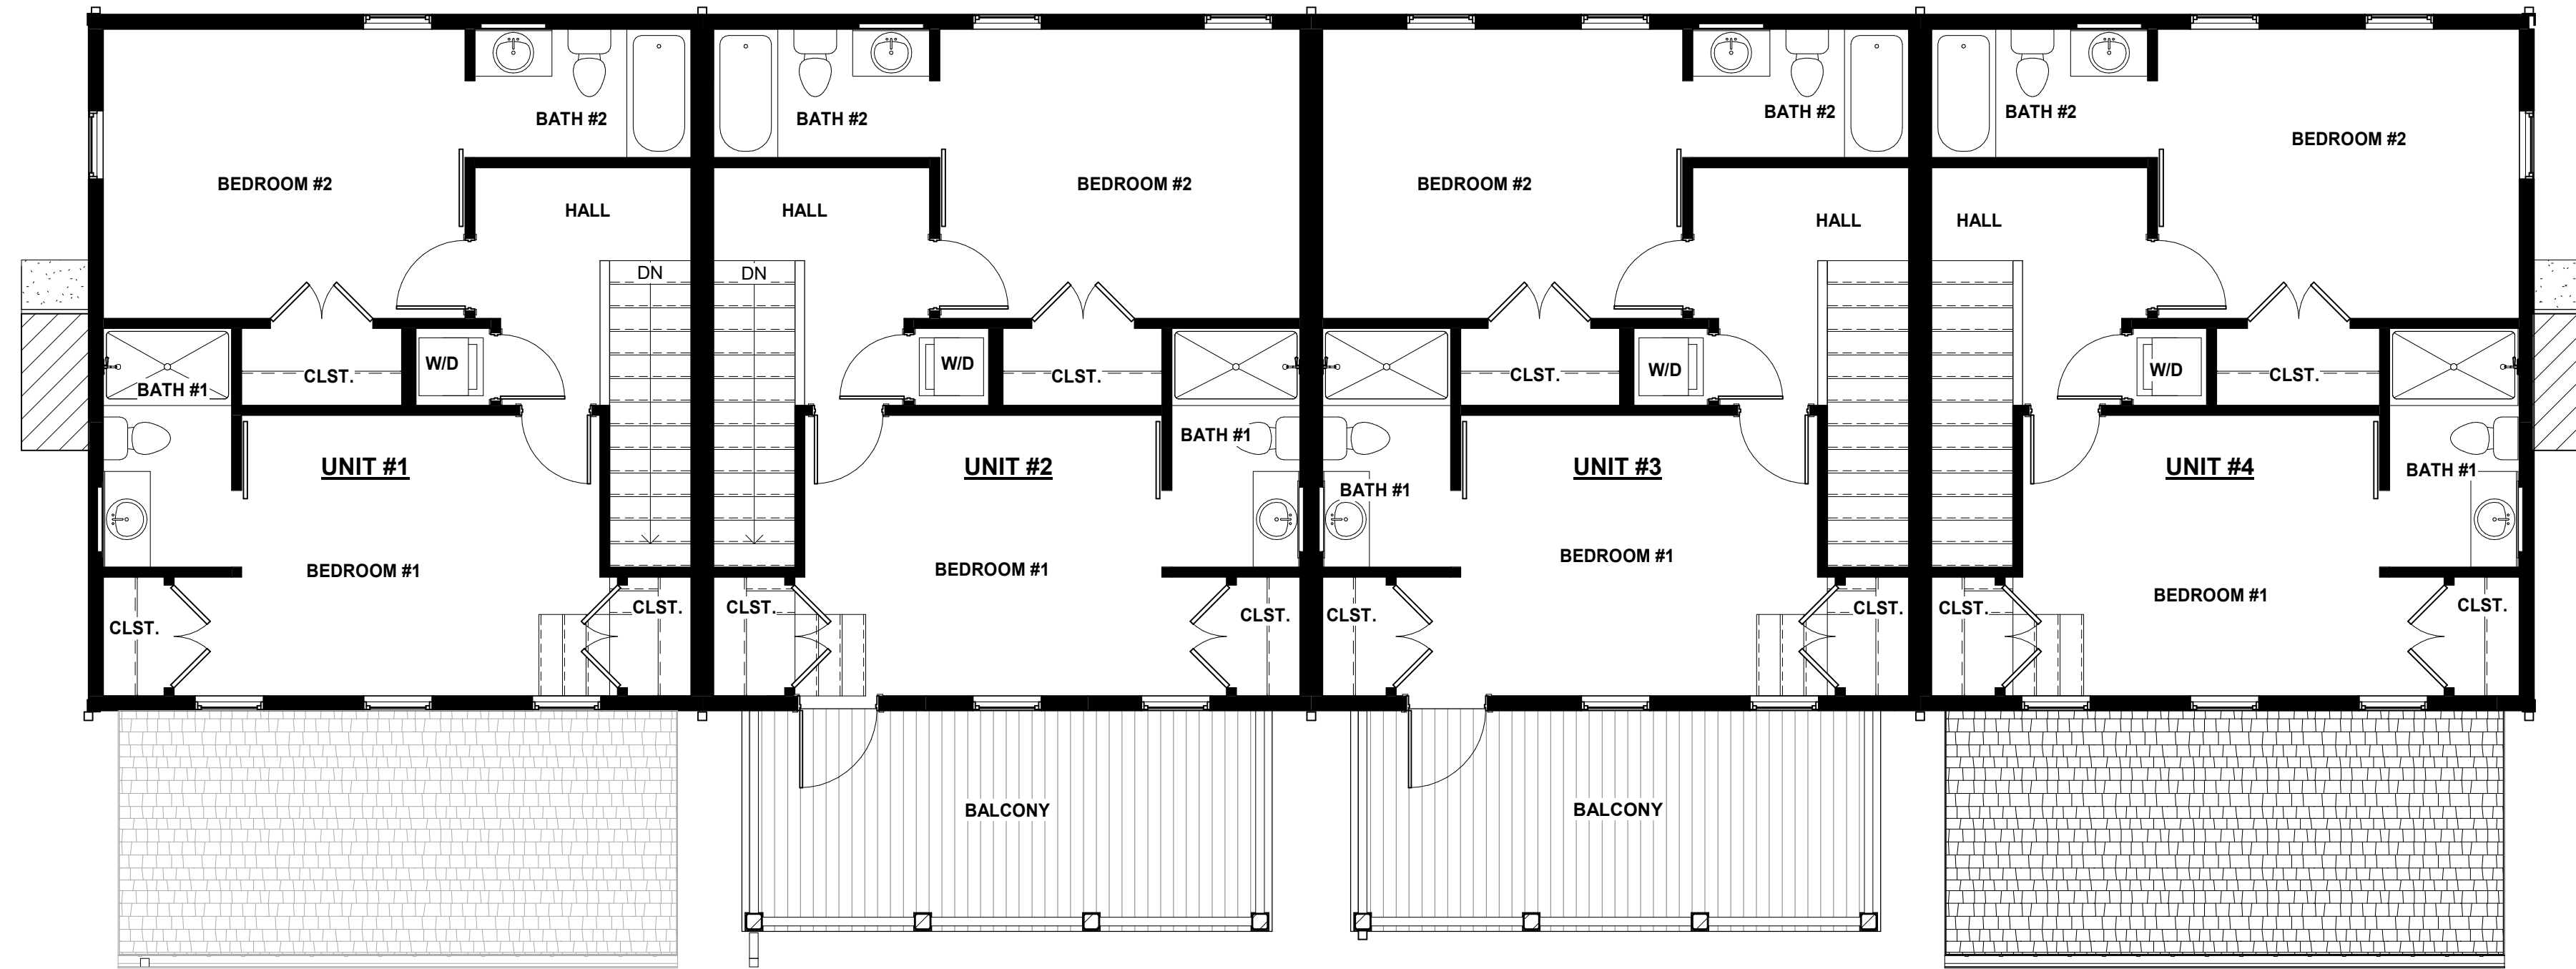 BATH #2
BATH #2
BATH #2
BATH #2
BEDROOM #2
BEDROOM #2
BEDROOM #2
BEDROOM #2
HALL
HALL
HALL
HALL
DN
DN
W/D
W/D
W/D
W/D
CLST.
CLST.
CLST.
CLST.
BATH #1
BATH #1
BATH #1
BATH #1
UNIT #1
UNIT #2
UNIT #3
UNIT #4
BEDROOM #1
BEDROOM #1
BEDROOM #1
BEDROOM #1
CLST.
CLST.
CLST.
CLST.
CLST.
CLST.
CLST.
CLST.
BALCONY
BALCONY